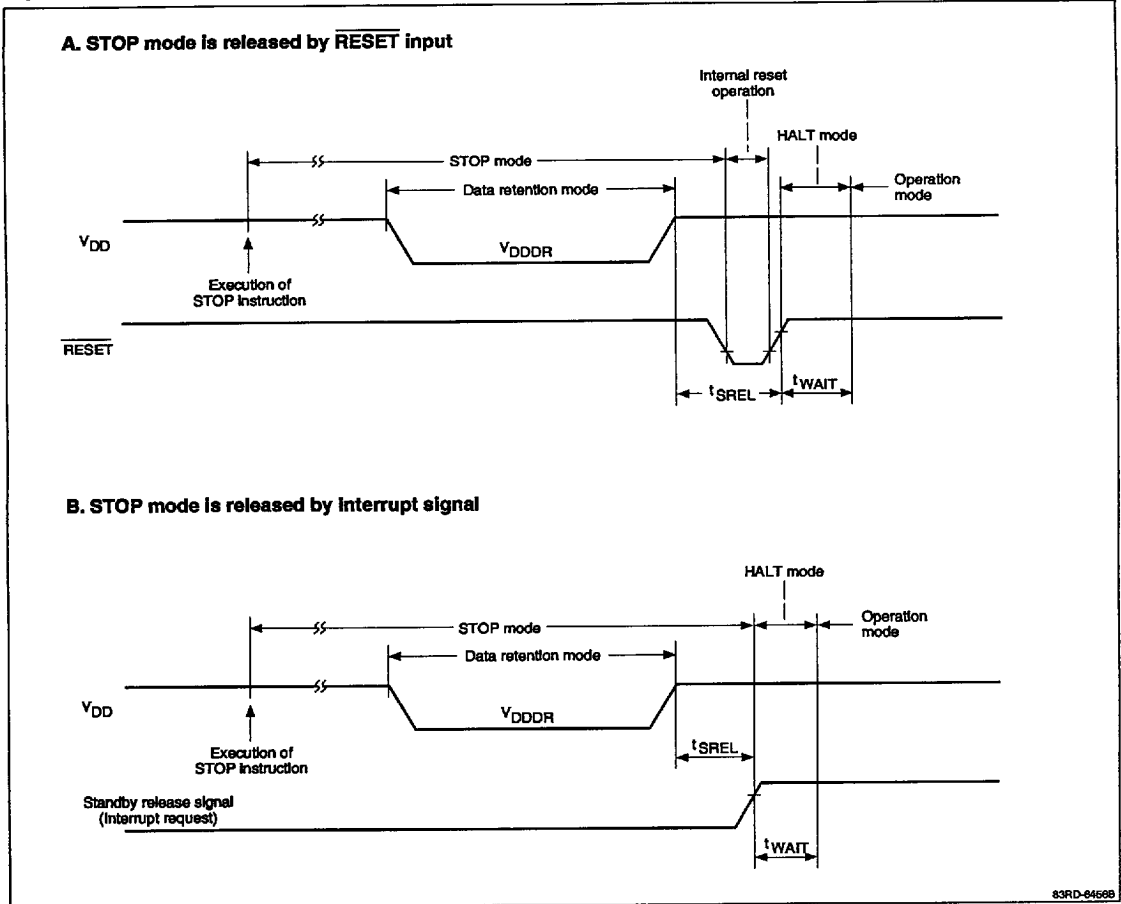 A. STOP mode is released by RESET input
Internal reset
operation
HALT mode
STOP mode
Operation
mode
Data retention mode
VDD
VDDDR
Execution of
STOP Instruction
RESET
tSREL
tWAIT
B. STOP mode is released by Interrupt signal
HALT mode
STOP mode
Operation
mode
Data retention mode
VDD
VDDDR
Execution of
STOP Instruction
tSREL
Standby release signal
(Interrupt request)
tWAIT
83RD-6456B